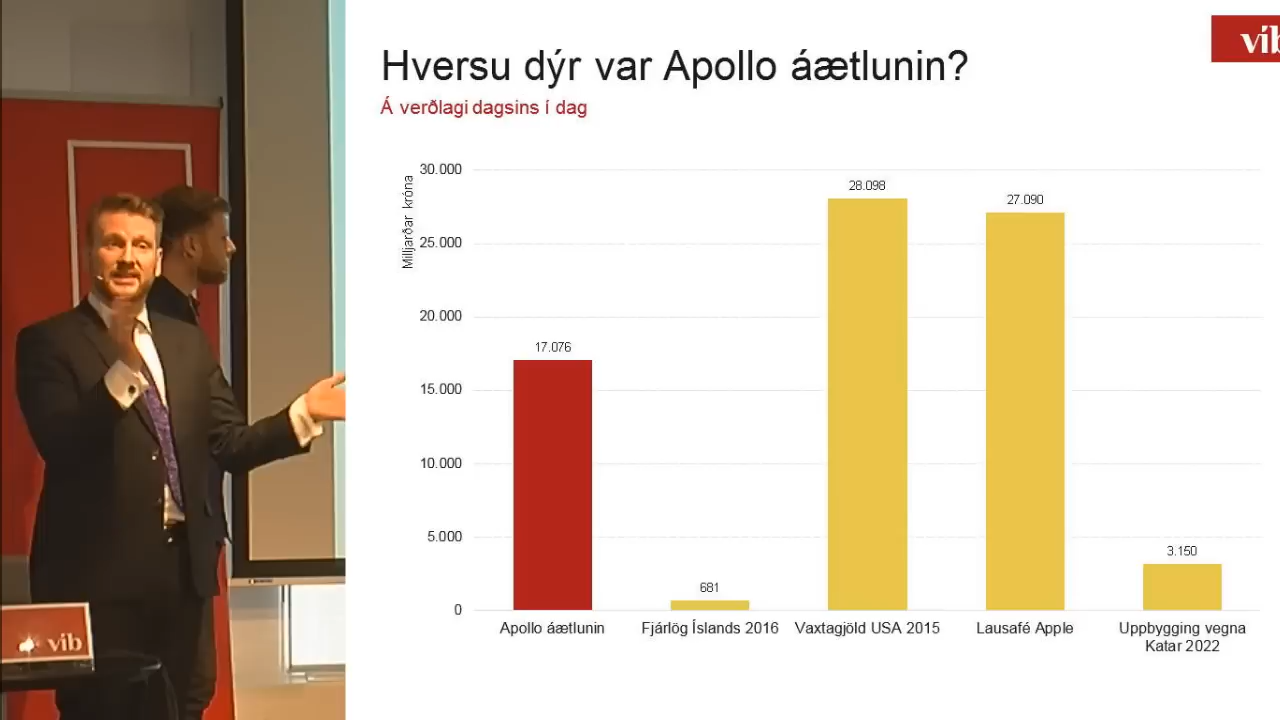 Hversu dýr var Apollo áætlunin?
Á verðlagi dagsins í dag
Milljarðar króna
30.000
25.000
20.000
15.000
10.000
5.000
0
17.076
681
28.098
27.090
3.150
Apollo áætlunin
Fjárlög Íslands 2016
Vaxtagjöld USA 2015
Lausafé Apple
Uppbygging vegna
Katar 2022
víb
víb